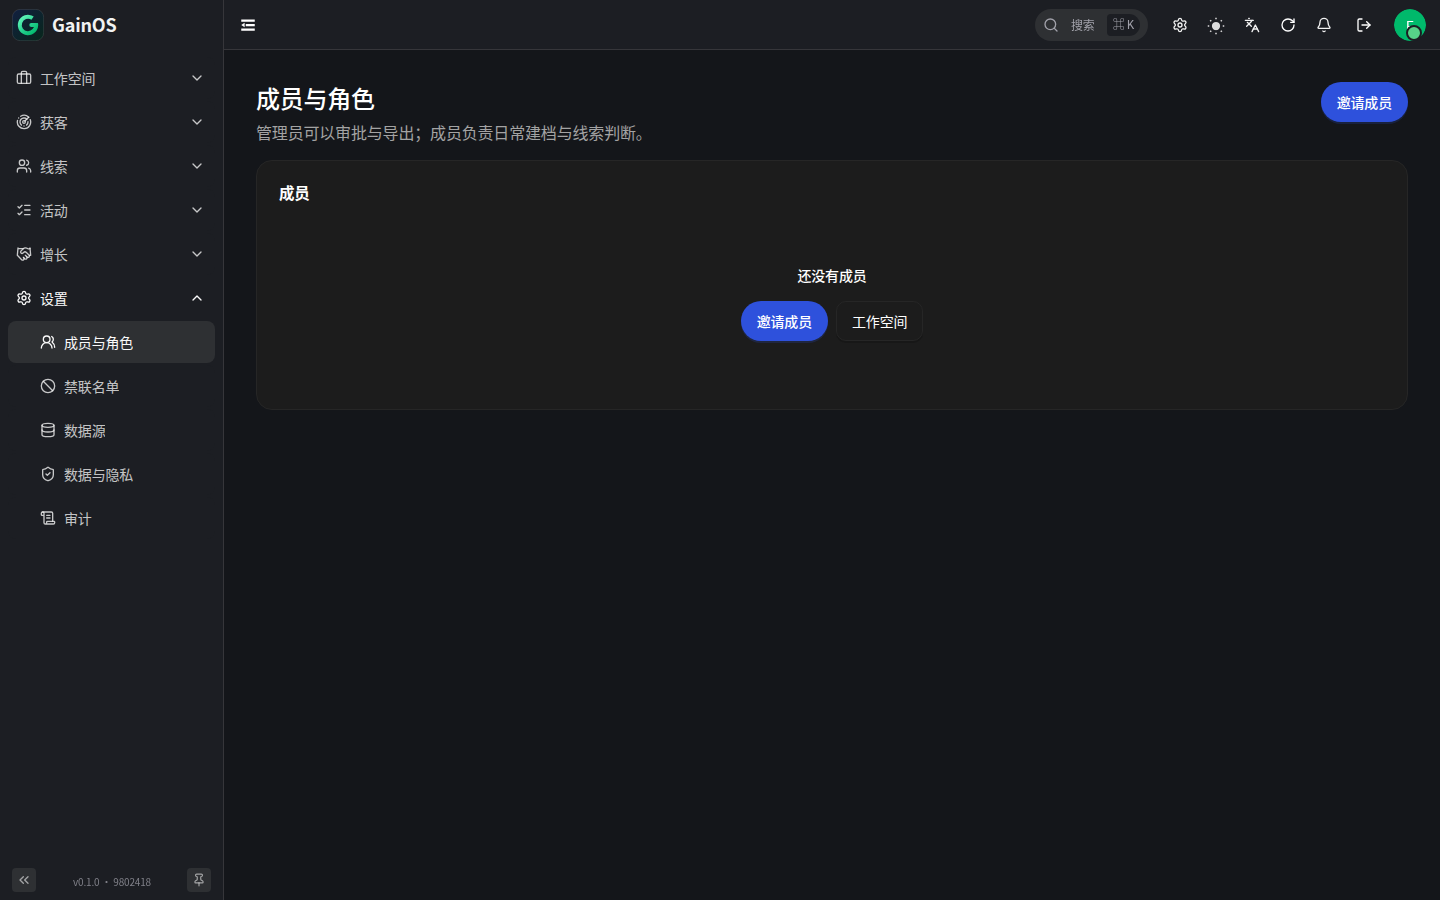 GainOS
搜索
⌘ K
工作空间
获客
线索
活动
增长
设置
成员与角色
禁联名单
数据源
数据与隐私
审计
v0.1.0 • 9802418
成员与角色
邀请成员
管理员可以审批与导出；成员负责日常建档与线索判断。
成员
还没有成员
邀请成员
工作空间